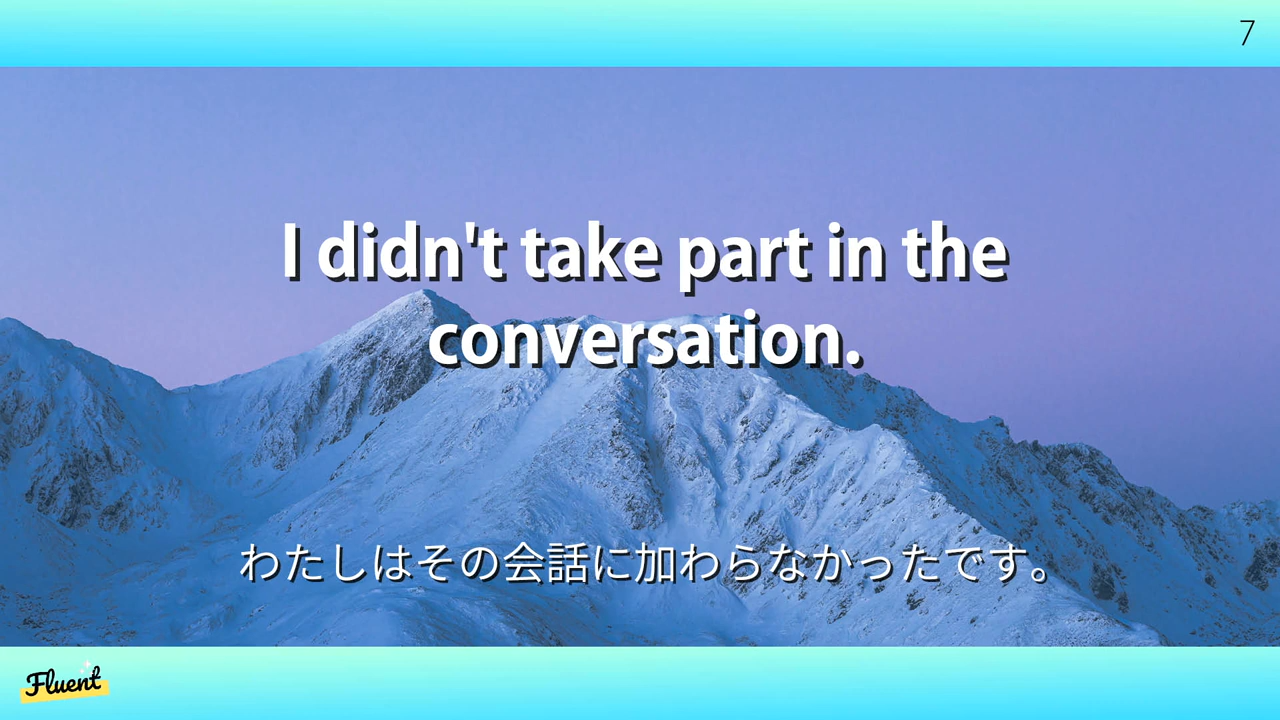 7
I didn't take part in the
conversation.
わたしはその会話に加わらなかったです。
Fluent